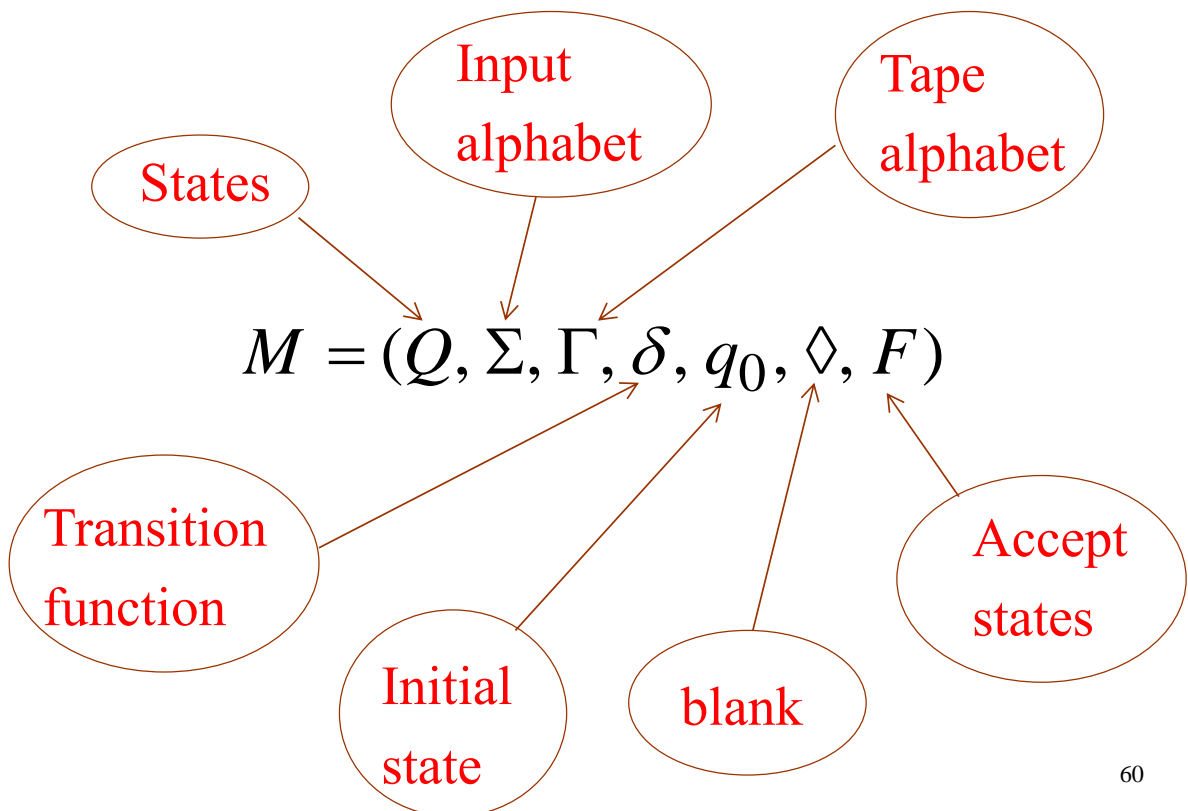 Input
alphabet
Tape
alphabet
States
M = (Q, Σ, Γ, δ, q₀, ◊, F)
Transition
function
Accept
states
Initial
state
blank
60